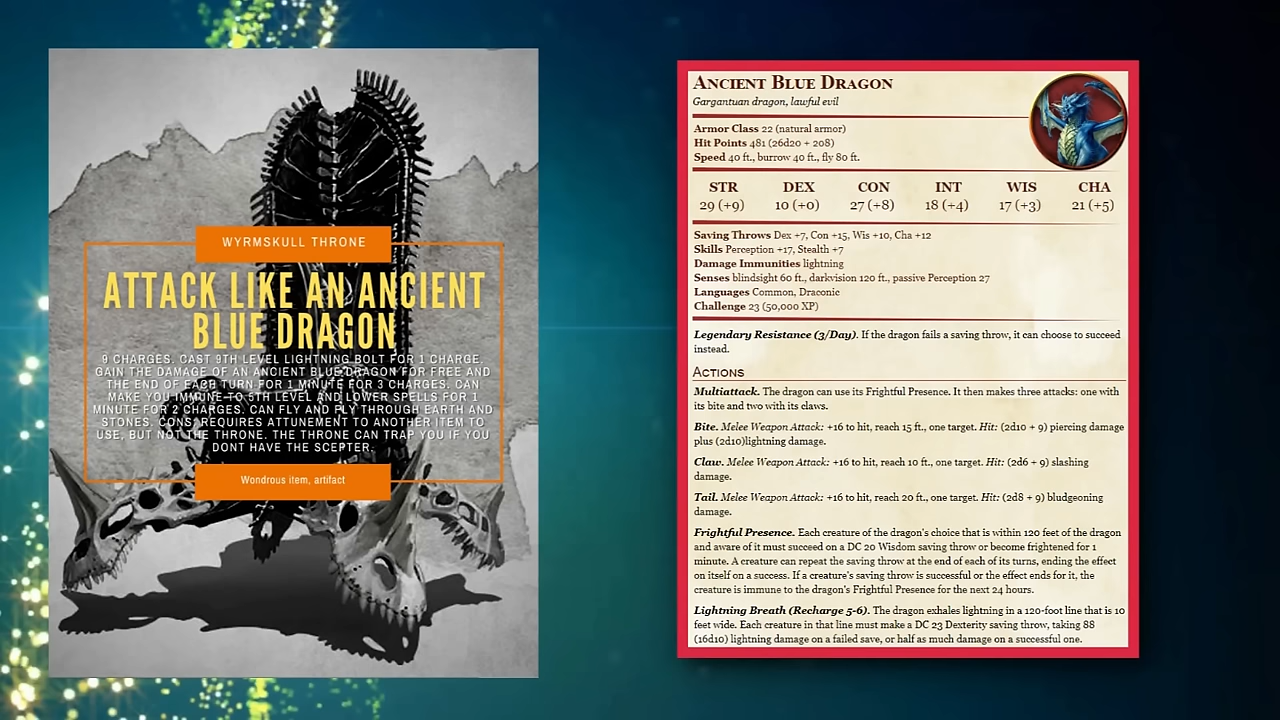 WYRMSKULL THRONE
ATTACK LIKE AN ANCIENT
BLUE DRAGON
9 CHARGES. CAST 9TH LEVEL LIGHTNING BOLT FOR 1 CHARGE.
GAIN THE DAMAGE OF AN ANCIENT BLUE DRAGON FOR FREE AND
THE END OF EACH TURN FOR 1 MINUTE FOR 3 CHARGES. CAN
MAKE YOU IMMUNE TO 5TH LEVEL AND LOWER SPELLS FOR 1
MINUTE FOR 2 CHARGES. CAN FLY AND FLY THROUGH EARTH AND
STONES. CONS: REQUIRES ATTUNEMENT TO ANOTHER ITEM TO
USE, BUT NOT THE THRONE. THE THRONE CAN TRAP YOU IF YOU
DONT HAVE THE SCEPTER.
Wondrous item, artifact
ANCIENT BLUE DRAGON
Gargantuan dragon, lawful evil
Armor Class 22 (natural armor)
Hit Points 481 (26d20 + 208)
Speed 40 ft., burrow 40 ft., fly 80 ft.
STR DEX CON INT WIS CHA
29 (+9) 10 (+0) 27 (+8) 18 (+4) 17 (+3) 21 (+5)
Saving Throws Dex +7, Con +15, Wis +10, Cha +12
Skills Perception +17, Stealth +7
Damage Immunities lightning
Senses blindsight 60 ft., darkvision 120 ft., passive Perception 27
Languages Common, Draconic
Challenge 23 (50,000 XP)
Legendary Resistance (3/Day). If the dragon fails a saving throw, it can choose to succeed
instead.
ACTIONS
Multiattack. The dragon can use its Frightful Presence. It then makes three attacks: one with
its bite and two with its claws.
Bite. Melee Weapon Attack: +16 to hit, reach 15 ft., one target. Hit: (2d10 + 9) piercing damage
plus (2d10)lightning damage.
Claw. Melee Weapon Attack: +16 to hit, reach 10 ft., one target. Hit: (2d6 + 9) slashing
damage.
Tail. Melee Weapon Attack: +16 to hit, reach 20 ft., one target. Hit: (2d8 + 9) bludgeoning
damage.
Frightful Presence. Each creature of the dragon's choice that is within 120 feet of the dragon
and aware of it must succeed on a DC 20 Wisdom saving throw or become frightened for 1
minute. A creature can repeat the saving throw at the end of each of its turns, ending the effect
on itself on a success. If a creature's saving throw is successful or the effect ends for it, the
creature is immune to the dragon's Frightful Presence for the next 24 hours.
Lightning Breath (Recharge 5-6). The dragon exhales lightning in a 120-foot line that is 10
feet wide. Each creature in that line must make a DC 23 Dexterity saving throw, taking 88
(16d10) lightning damage on a failed save, or half as much damage on a successful one.